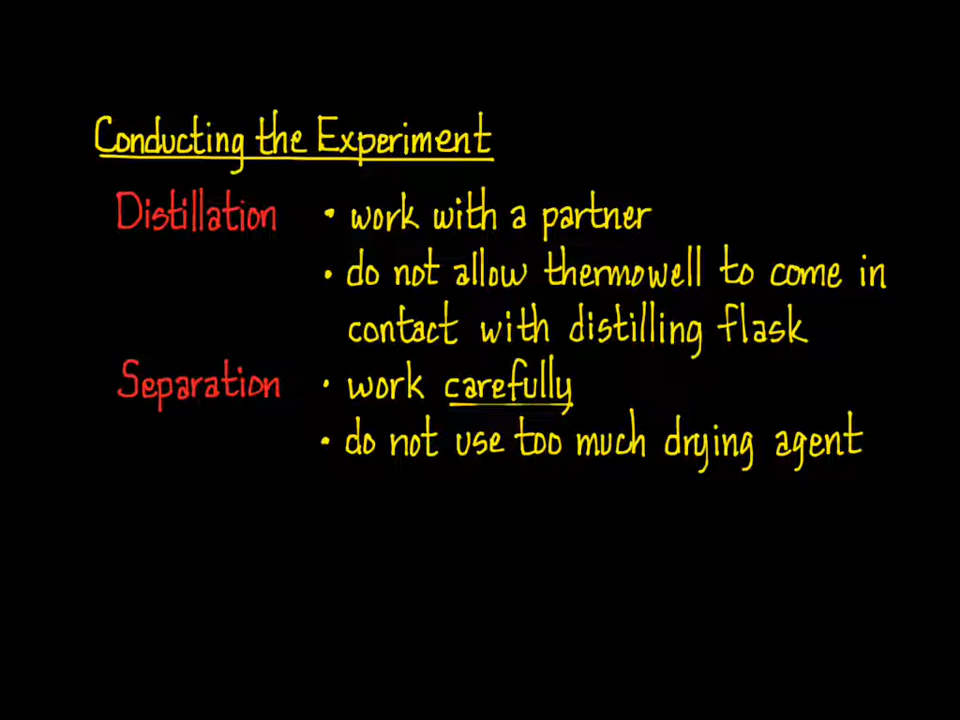 Conducting the Experiment
Distillation • work with a partner
• do not allow thermowell to come in
contact with distilling flask
Separation • work carefully
• do not use too much drying agent